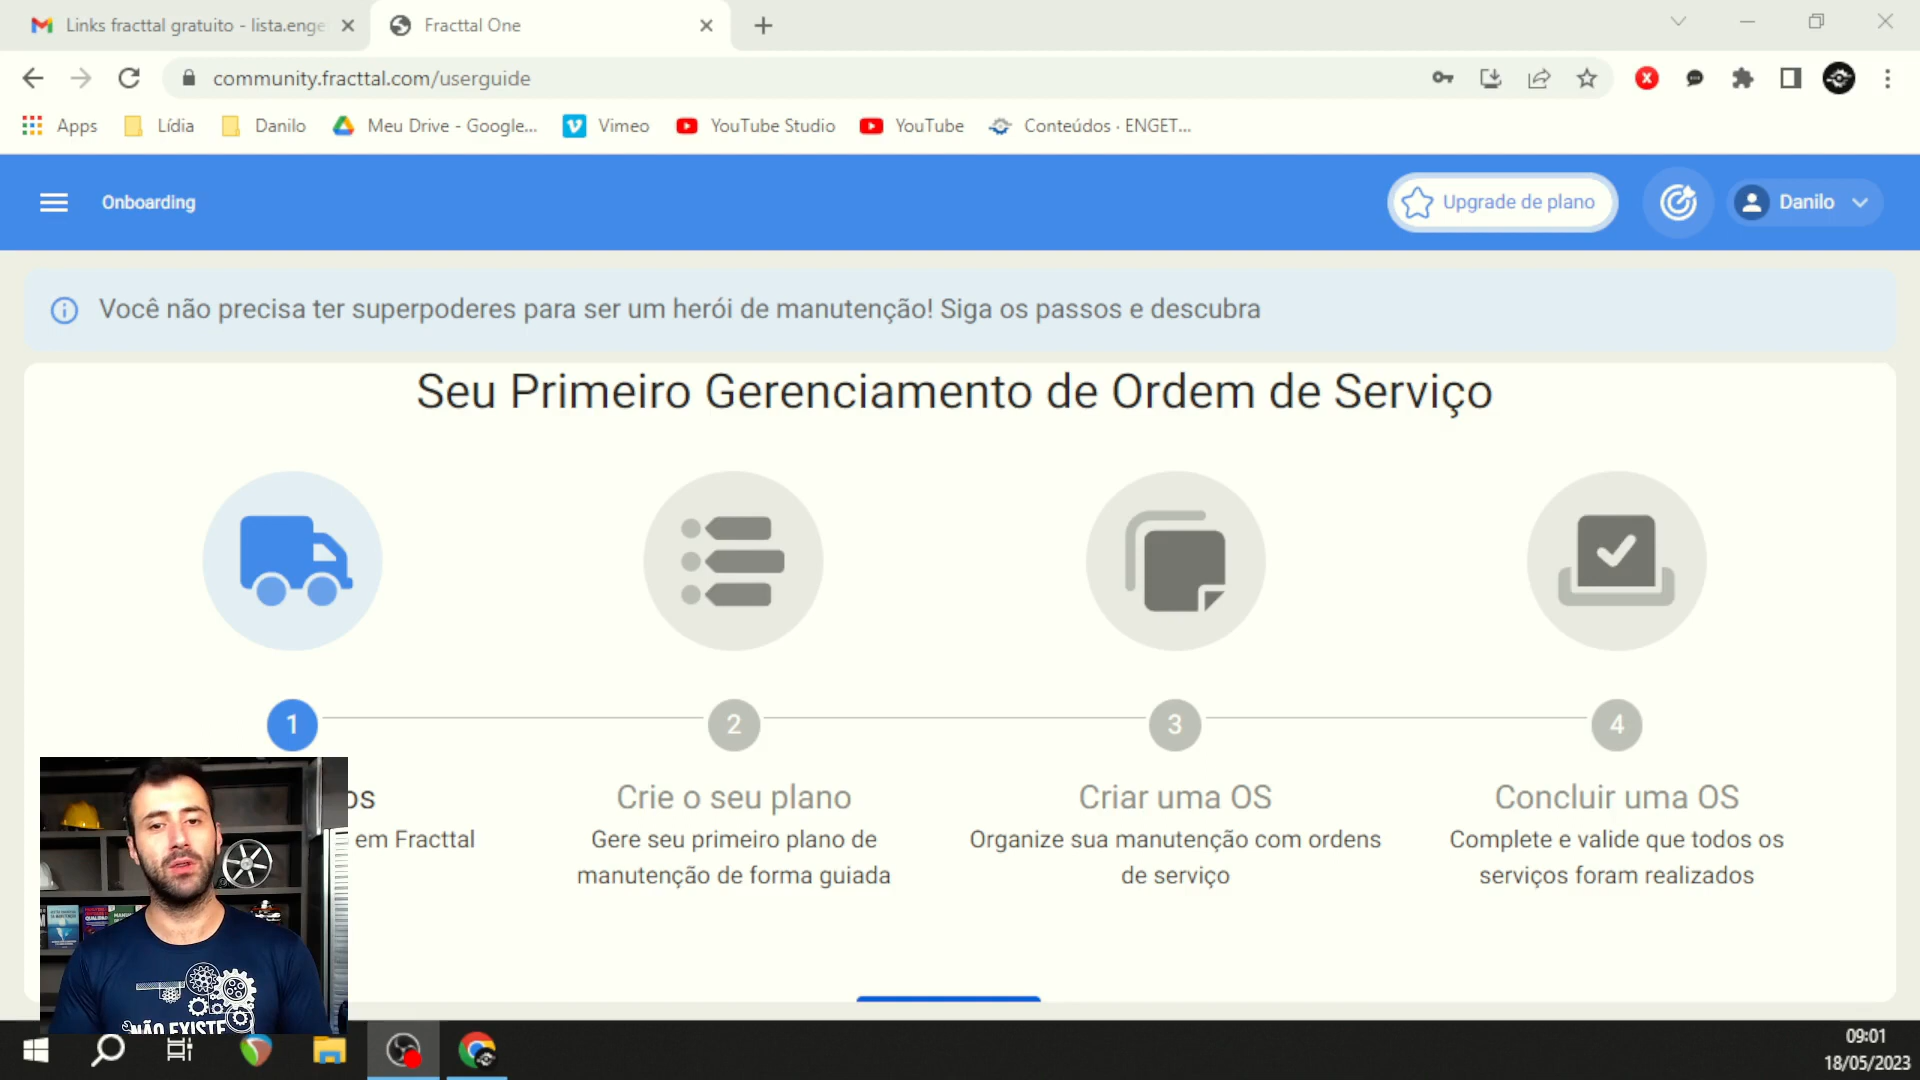 Links fracttal gratuito - lista.enge
Fracttal One
community.fracttal.com/userguide
Apps
Lídia
Danilo
Meu Drive - Google...
Vimeo
YouTube Studio
YouTube
Conteúdos · ENGET...
Onboarding
Upgrade de plano
Danilo
Você não precisa ter superpoderes para ser um herói de manutenção! Siga os passos e descubra
Seu Primeiro Gerenciamento de Ordem de Serviço
1
2
3
4
os
em Fracttal
Crie o seu plano
Gere seu primeiro plano de
manutenção de forma guiada
Criar uma OS
Organize sua manutenção com ordens
de serviço
Concluir uma OS
Complete e valide que todos os
serviços foram realizados
NÃO EXISTE
09:01
18/05/2023